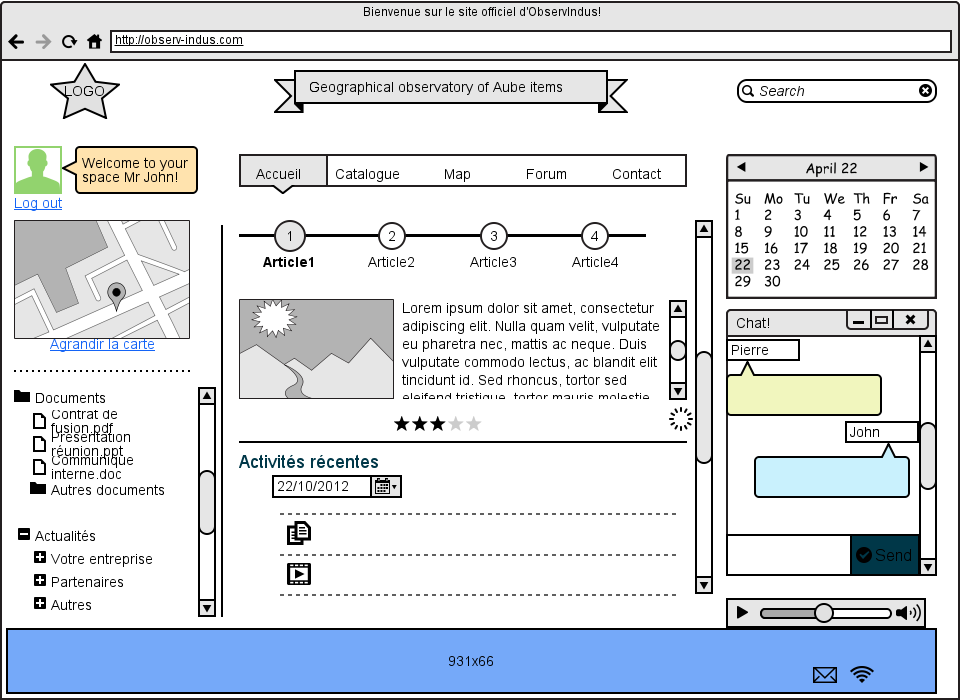 Bienvenue sur le site officiel d'ObservIndus!
http://observ-indus.com
LOGO
Geographical observatory of Aube items
Search
Welcome to your
space Mr John!
Log out
Agrandir la carte
Documents
Contrat de
fusion.pdf
Présentation
réunion.ppt
Communiqué
interne.doc
Autres documents
Actualités
Votre entreprise
Partenaires
Autres
Accueil Catalogue Map Forum Contact
1 2 3 4
Article1 Article2 Article3 Article4
Lorem ipsum dolor sit amet, consectetur
adipiscing elit. Nulla quam velit, vulputate
eu pharetra nec, mattis ac neque. Duis
vulputate commodo lectus, ac blandit elit
tincidunt id. Sed rhoncus, tortor sed
eleifend tristique, tortor mauris molestie
Activités récentes
22/10/2012
April 22
Su Mo Tu We Th Fr Sa
1 2 3 4 5 6 7
8 9 10 11 12 13 14
15 16 17 18 19 20 21
22 23 24 25 26 27 28
29 30
Chat!
Pierre
John
Send
931x66